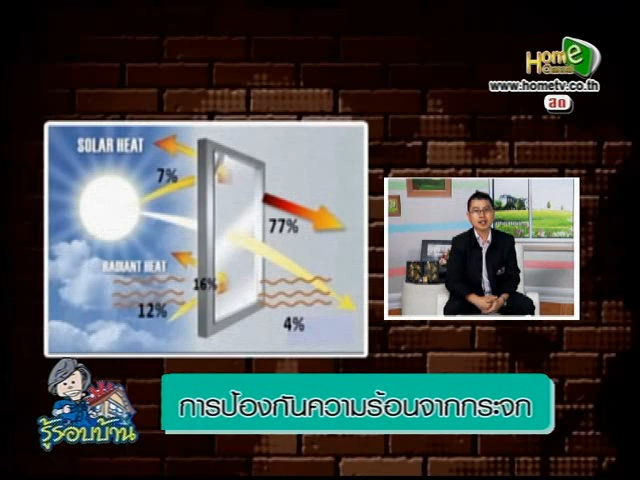 Home
www.hometv.co.th
สด
SOLAR HEAT
7%
77%
RADIANT HEAT
16%
12%
4%
การป้องกันความร้อนจากกระจก
รู้รอบบ้าน